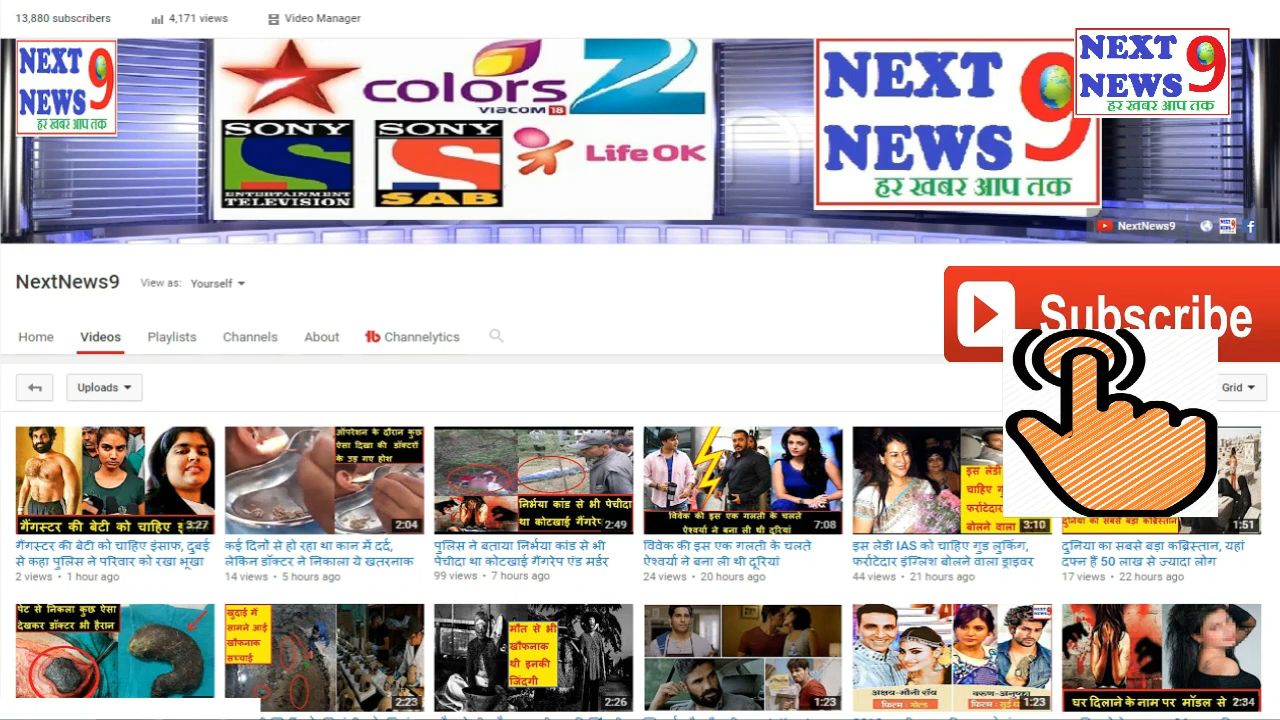 13,880 subscribers
4,171 views
Video Manager
NEXT
NEWS 9
हर खबर आप तक
colors
VIACOM 18
SONY
ENTERTAINMENT
TELEVISION
SONY
SAB
Life OK
NEXT
NEWS 9
हर खबर आप तक
NEXT
NEWS 9
हर खबर आप तक
NextNews9
NextNews9
View as: Yourself
Subscribe
Home
Videos
Playlists
Channels
About
Channelytics
Uploads
Grid
गैंगस्टर की बेटी को चाहिए
3:27
ऑपरेशन के दौरान कुछ
ऐसा दिखा की डॉक्टरों
के उड़ गए होश
2:04
निर्भया कांड से भी पेचीदा
था कोटखाई गैंगरेप
2:49
विवेक की इस एक गलती के चलते
ऐश्वर्या ने बना ली थी दूरियां
7:08
इस लेडी
चाहिए गु
फर्राटेदार
बोलने वाला
3:10
दुनिया का सबसे बड़ा कब्रिस्तान
1:51
गैंगस्टर की बेटी को चाहिए इंसाफ, दुबई
से कहा पुलिस ने परिवार को रखा भूखा
2 views • 1 hour ago
कई दिनों से हो रहा था कान में दर्द,
लेकिन डॉक्टर ने निकाला ये खतरनाक
14 views • 5 hours ago
पुलिस ने बताया निर्भया कांड से भी
पेचीदा था कोटखाई गैंगरेप एंड मर्डर
99 views • 7 hours ago
विवेक की इस एक गलती के चलते
ऐश्वर्या ने बना ली थी दूरियां
24 views • 20 hours ago
इस लेडी IAS को चाहिए गुड लुकिंग,
फर्राटेदार इंग्लिश बोलने वाला ड्राइवर
44 views • 21 hours ago
दुनिया का सबसे बड़ा कब्रिस्तान, यहां
दफ्न हैं 50 लाख से ज्यादा लोग
17 views • 22 hours ago
पेट से निकला कुछ ऐसा
देखकर डॉक्टर भी हैरान
खुदाई में
सामने आई
खौफनाक
सच्चाई
2:23
मौत से भी
खौफनाक
थी इनकी
जिंदगी
2:26
1:23
अक्षय-मौनी रॉय
फिल्म - गोल्ड
वरुण-अनुष्का
फिल्म - सुई
1:23
घर दिलाने के नाम पर मॉडल से
2:34